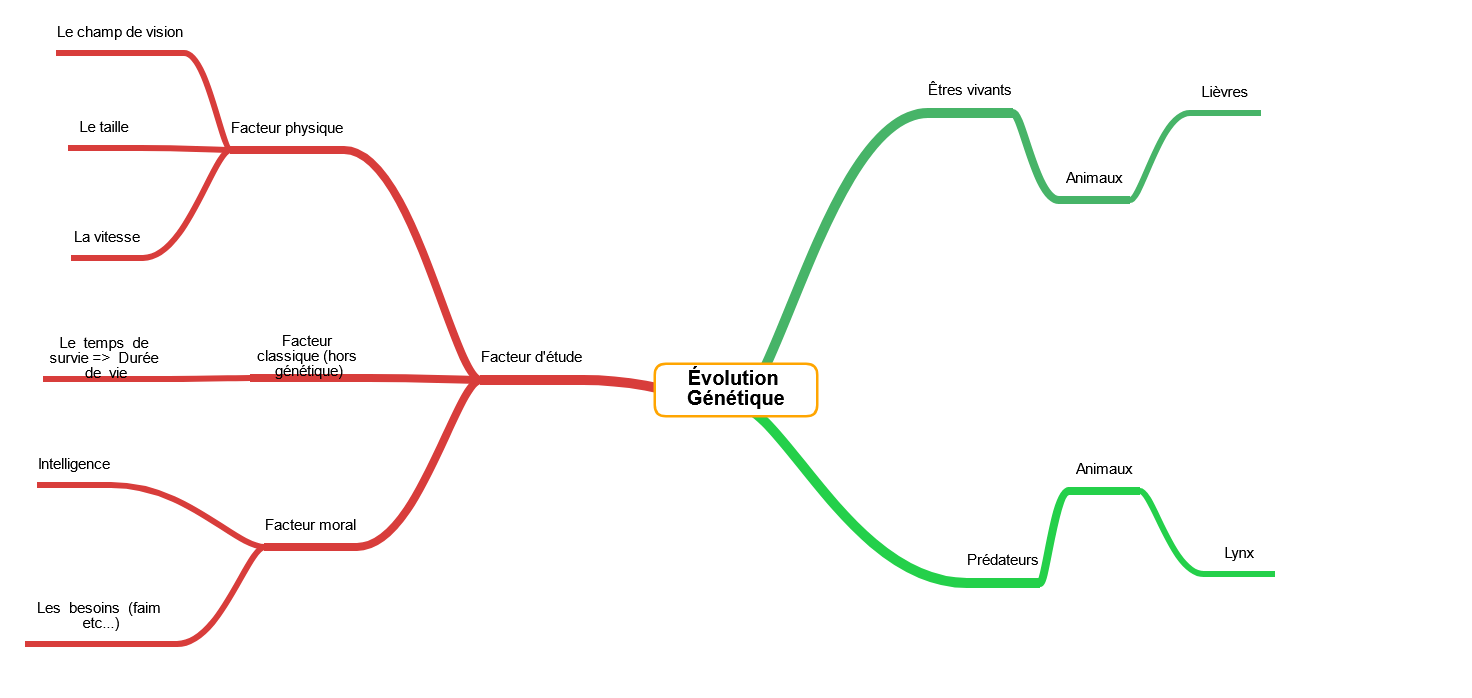 Le champ de vision
Le taille
Facteur physique
La vitesse
Le temps de
survie => Durée
de vie
Facteur
classique (hors
génétique)
Facteur d'étude
Intelligence
Facteur moral
Les besoins (faim
etc...)
Évolution
Génétique
Êtres vivants
Animaux
Lièvres
Prédateurs
Animaux
Lynx